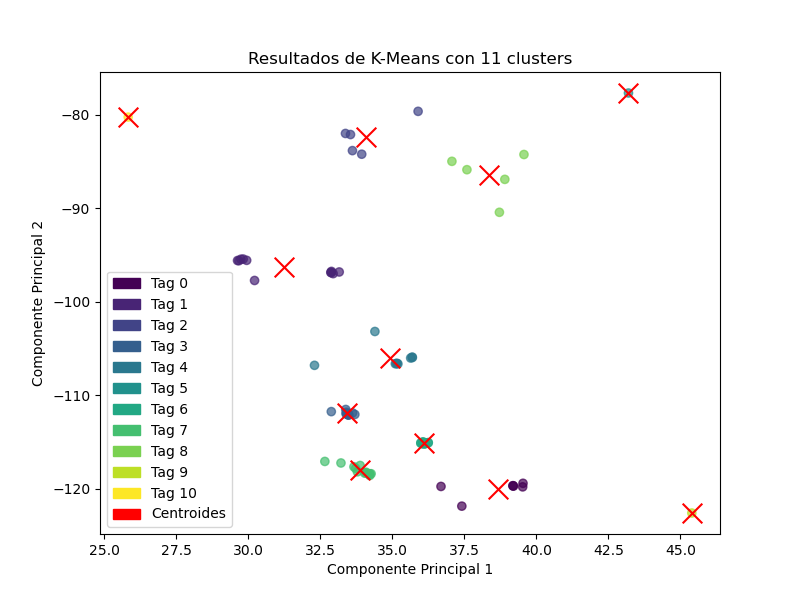 Resultados de K-Means con 11 clusters
Componente Principal 2
−80
−90
−100
−110
−120
Tag 0
Tag 1
Tag 2
Tag 3
Tag 4
Tag 5
Tag 6
Tag 7
Tag 8
Tag 9
Tag 10
Centroides
25.0 27.5 30.0 32.5 35.0 37.5 40.0 42.5 45.0
Componente Principal 1